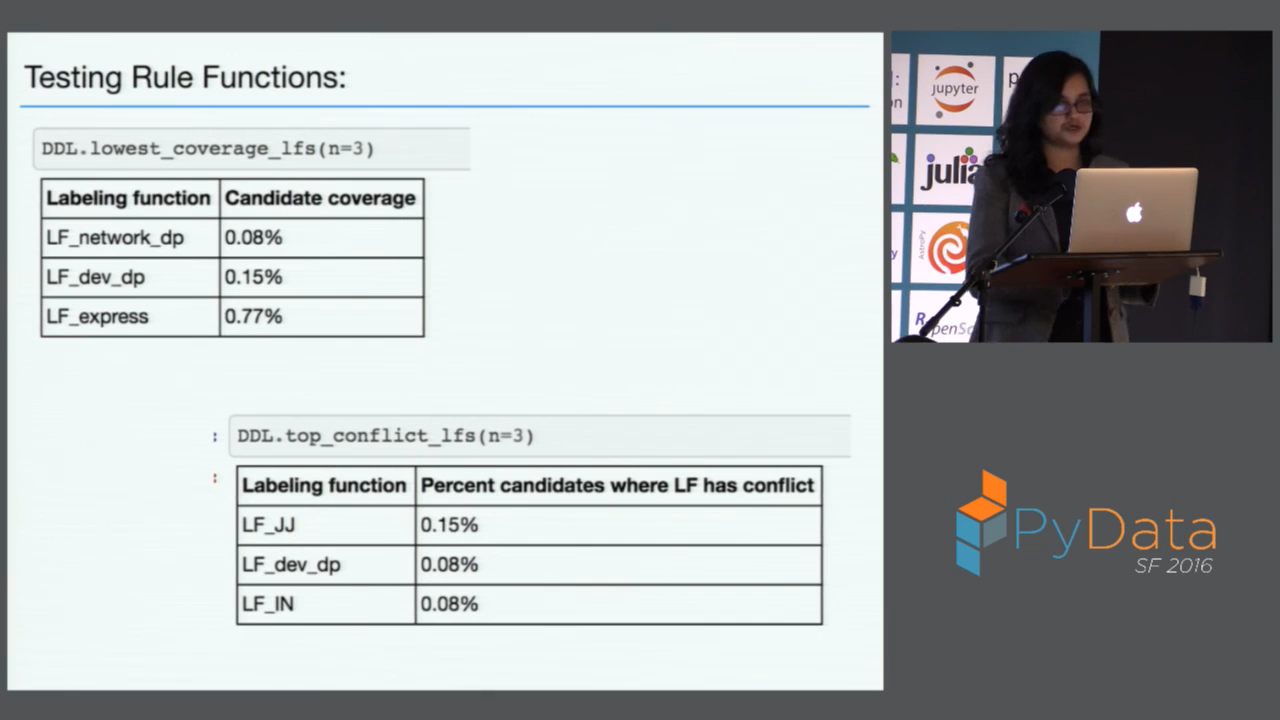 Testing Rule Functions:
DDL.lowest_coverage_lfs(n=3)
Labeling function Candidate coverage
LF_network_dp 0.08%
LF_dev_dp 0.15%
LF_express 0.77%
: DDL.top_conflict_lfs(n=3)
:
Labeling function Percent candidates where LF has conflict
LF_JJ 0.15%
LF_dev_dp 0.08%
LF_IN 0.08%
jupyter
julia
AstroPy
PyData
SF 2016